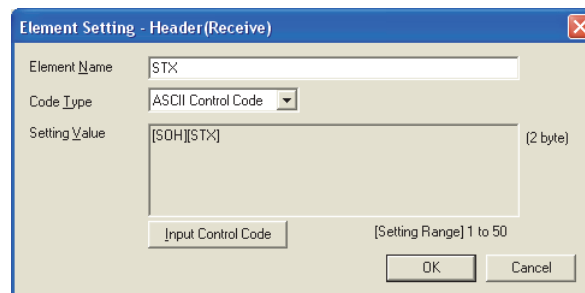 Element Setting - Header(Receive)
Element Name STX
Code Type ASCII Control Code
Setting Value [SOH][STX] (2 byte)
Input Control Code [Setting Range] 1 to 50
OK Cancel